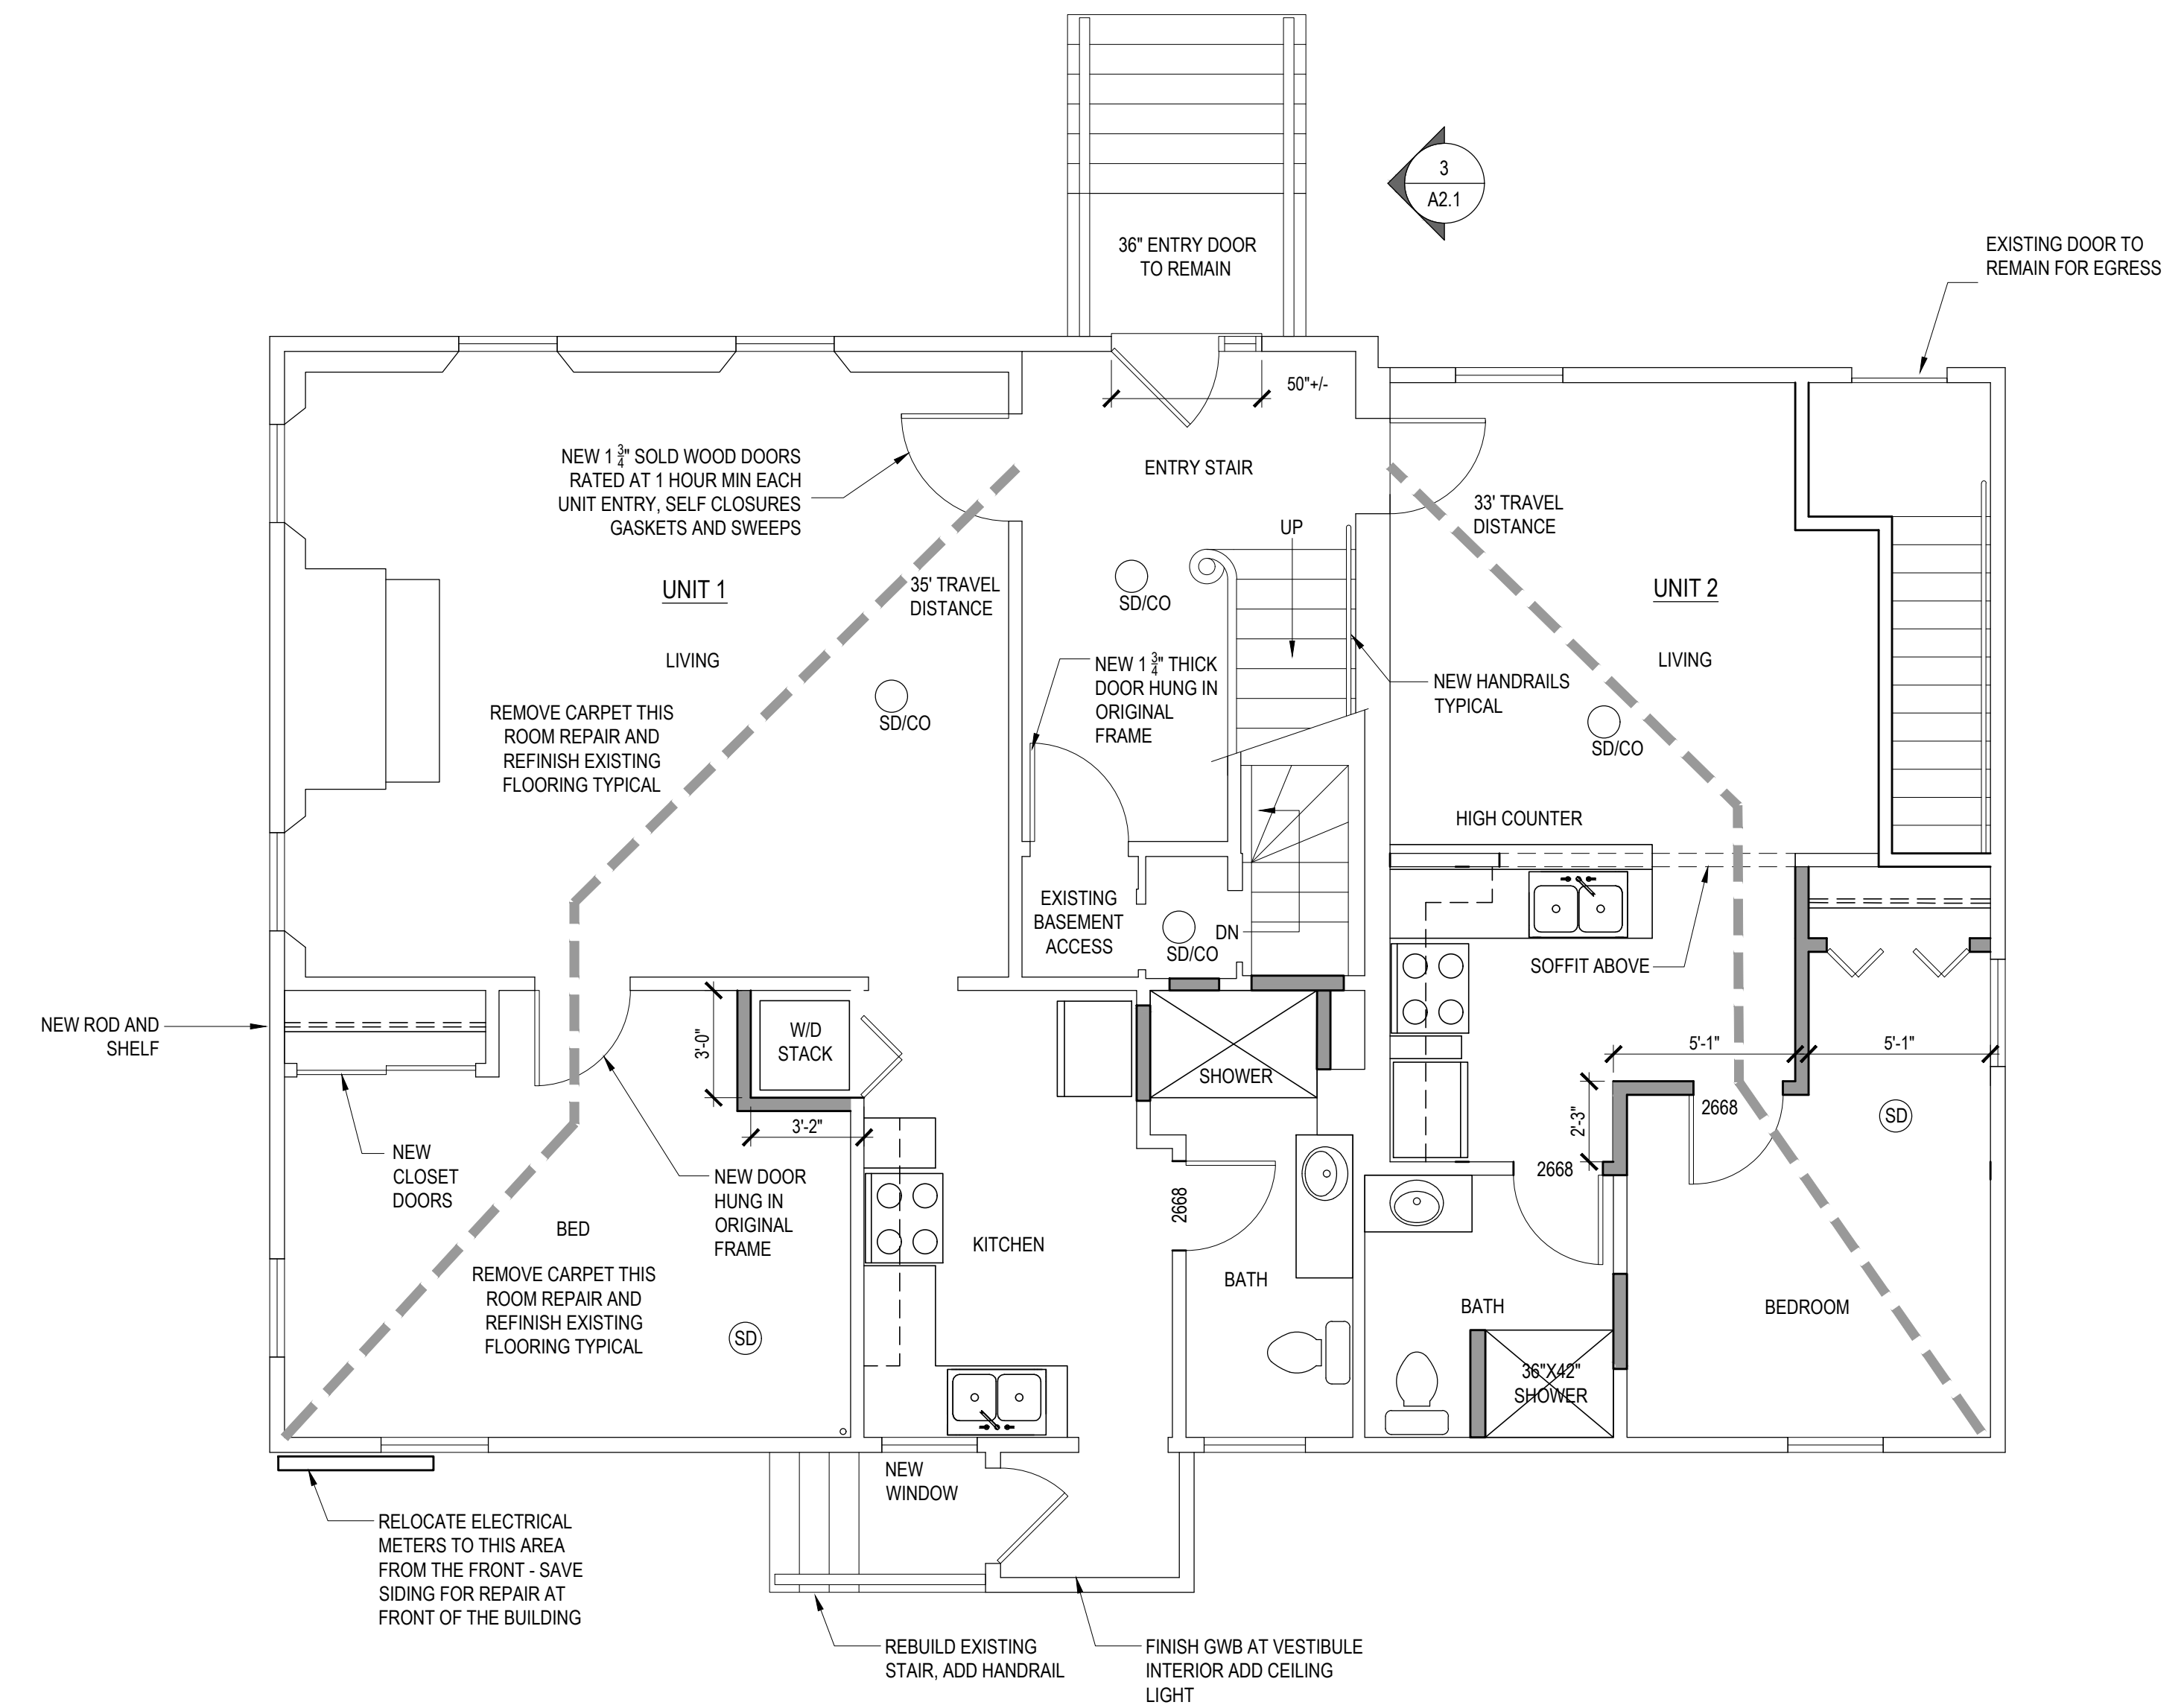 3
A2.1
36" ENTRY DOOR
TO REMAIN
EXISTING DOOR TO
REMAIN FOR EGRESS
50"+/-
NEW 1 3/4" SOLD WOOD DOORS
RATED AT 1 HOUR MIN EACH
UNIT ENTRY, SELF CLOSURES
GASKETS AND SWEEPS
ENTRY STAIR
33' TRAVEL
DISTANCE
UP
UNIT 1
35' TRAVEL
DISTANCE
SD/CO
UNIT 2
LIVING
NEW 1 3/4" THICK
DOOR HUNG IN
ORIGINAL
FRAME
LIVING
NEW HANDRAILS
TYPICAL
REMOVE CARPET THIS
ROOM REPAIR AND
REFINISH EXISTING
FLOORING TYPICAL
SD/CO
SD/CO
HIGH COUNTER
EXISTING
BASEMENT
ACCESS
SD/CO
DN
SOFFIT ABOVE
NEW ROD AND
SHELF
3'-0"
W/D
STACK
SHOWER
5'-1"
5'-1"
3'-2"
2'-3"
2668
SD
NEW
CLOSET
DOORS
NEW DOOR
HUNG IN
ORIGINAL
FRAME
2668
2668
BED
KITCHEN
REMOVE CARPET THIS
ROOM REPAIR AND
REFINISH EXISTING
FLOORING TYPICAL
SD
BATH
BATH
BEDROOM
36"X42"
SHOWER
NEW
WINDOW
RELOCATE ELECTRICAL
METERS TO THIS AREA
FROM THE FRONT - SAVE
SIDING FOR REPAIR AT
FRONT OF THE BUILDING
REBUILD EXISTING
STAIR, ADD HANDRAIL
FINISH GWB AT VESTIBULE
INTERIOR ADD CEILING
LIGHT